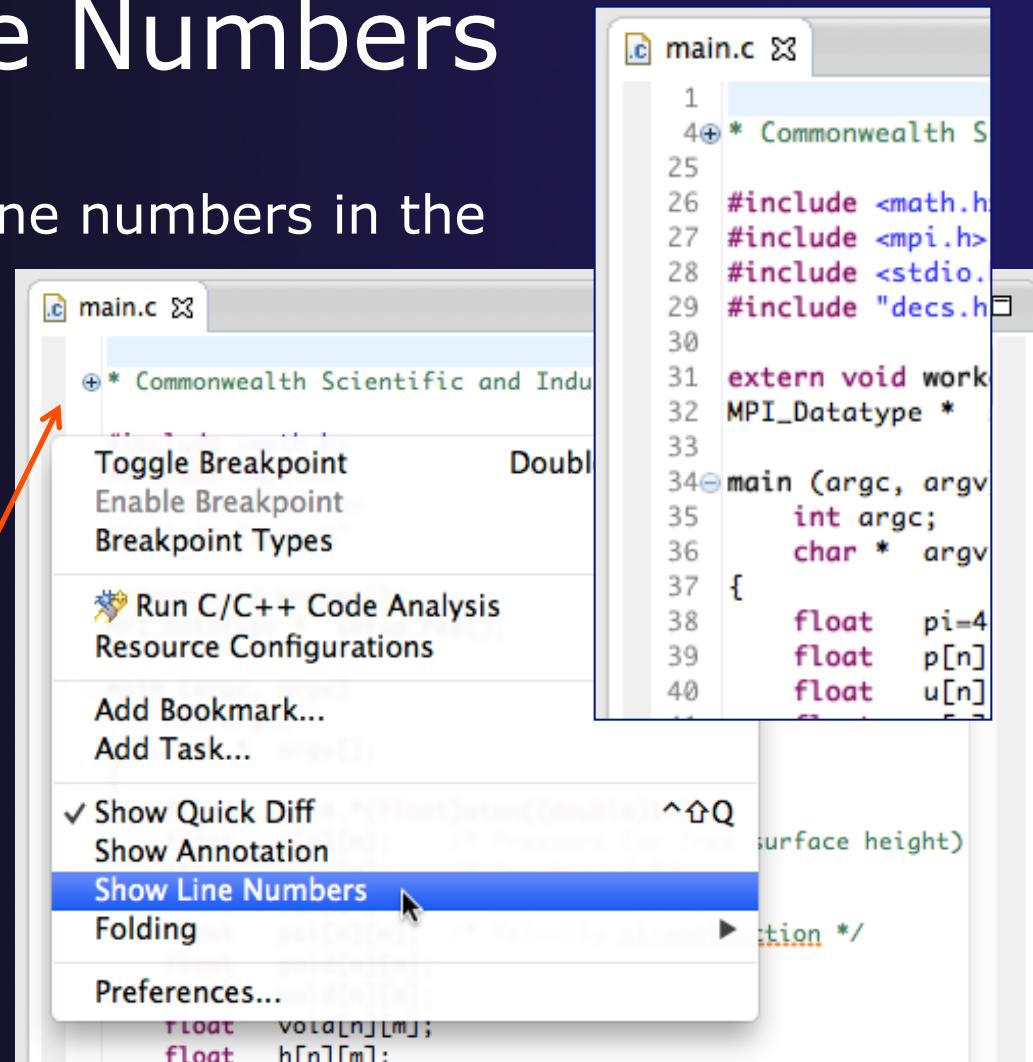 e Numbers
ne numbers in the
main.c
1
4 * Commonwealth S
25
26 #include <math.h
27 #include <mpi.h>
28 #include <stdio.
29 #include "decs.h
30
31 extern void work
32 MPI_Datatype *
33
34 main (argc, argv
35 int argc;
36 char * argv
37 {
38 float pi=4
39 float p[n]
40 float u[n]
main.c
* Commonwealth Scientific and Indu
Toggle Breakpoint Doubl
Enable Breakpoint
Breakpoint Types
Run C/C++ Code Analysis
Resource Configurations
Add Bookmark...
Add Task...
Show Quick Diff ^⇧Q
Show Annotation
surface height)
Show Line Numbers
Folding
ction */
Preferences...
float vold[n][m];
float h[n][m];